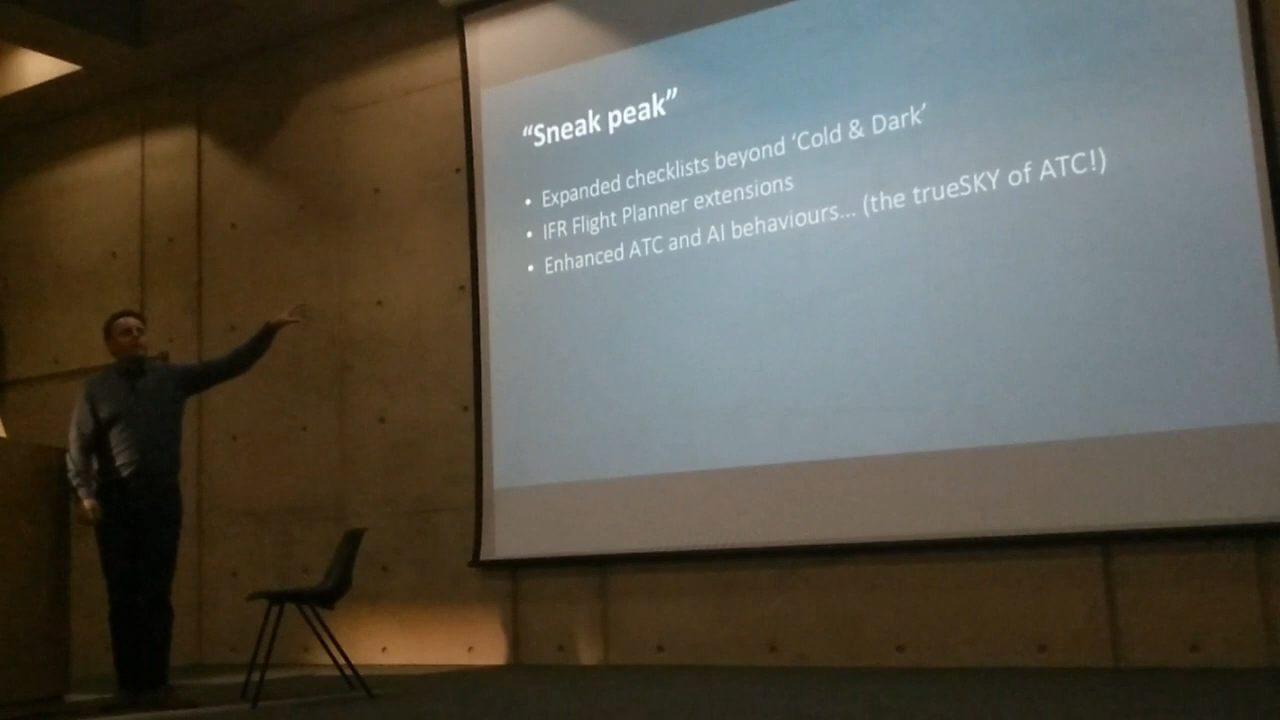 “Sneak peak”
• Expanded checklists beyond ‘Cold & Dark’
• IFR Flight Planner extensions
• Enhanced ATC and AI behaviours... (the trueSKY of ATC!)